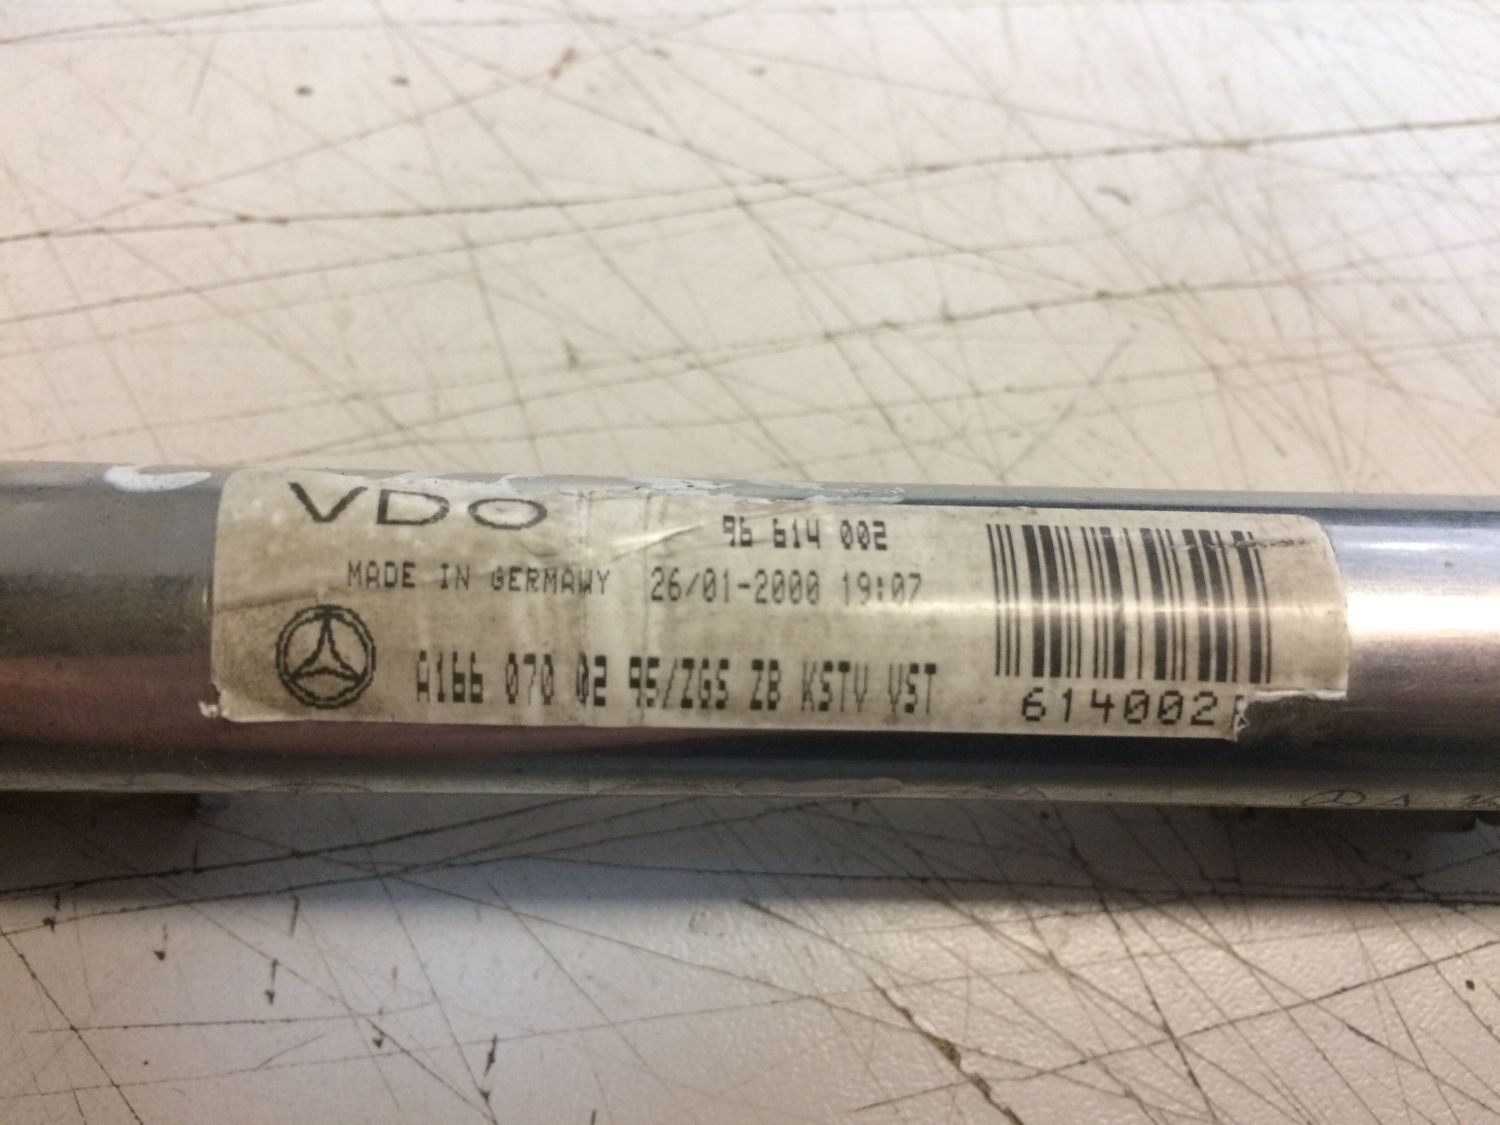 VDO
96 614 002
MADE IN GERMANY 26/01-2000 19:07
A166 070 02 95/ZGS ZB KSTV VST
614002